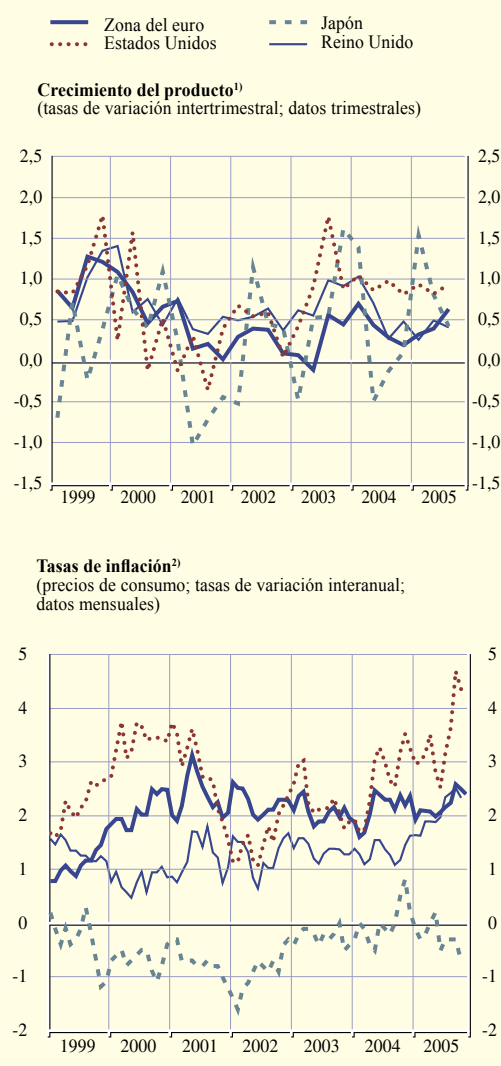 Zona del euro Japón
Estados Unidos Reino Unido
Crecimiento del producto1)
(tasas de variación intertrimestral; datos trimestrales)
2,5 2,5
2,0 2,0
1,5 1,5
1,0 1,0
0,5 0,5
0,0 0,0
-0,5 -0,5
-1,0 -1,0
-1,5 -1,5
1999 2000 2001 2002 2003 2004 2005
Tasas de inflación2)
(precios de consumo; tasas de variación interanual;
datos mensuales)
5 5
4 4
3 3
2 2
1 1
0 0
-1 -1
-2 -2
1999 2000 2001 2002 2003 2004 2005